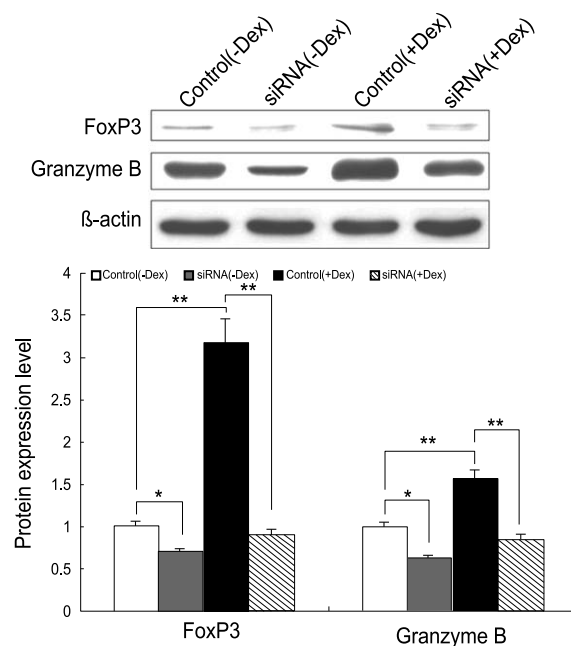 Control(-Dex) siRNA(-Dex) Control(+Dex) siRNA(+Dex)
FoxP3
Granzyme B
ß-actin
Control(-Dex) siRNA(-Dex) Control(+Dex) siRNA(+Dex)
Protein expression level
4
3.5
3
2.5
2
1.5
1
0.5
0
** **
*
** **
*
FoxP3 Granzyme B